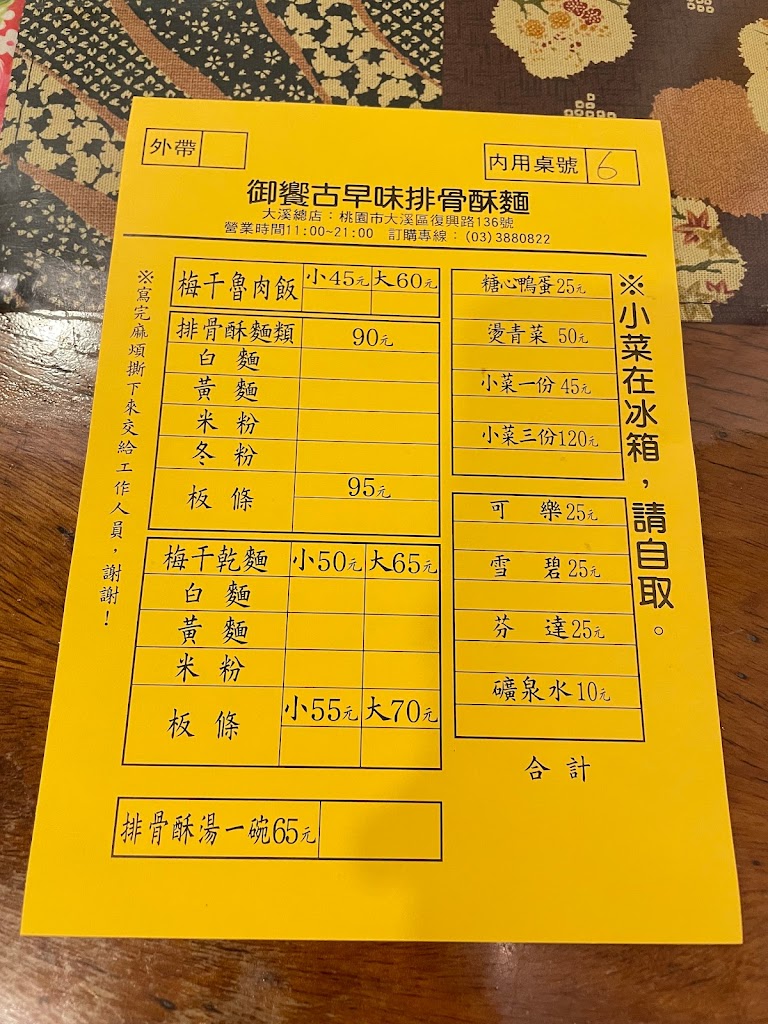 外帶
內用桌號 6
御饗古早味排骨酥麵
大溪總店：桃園市大溪區復興路136號
營業時間11:00~21:00 訂購專線：(03)3880822
※寫完麻煩撕下來交給工作人員，謝謝！
梅干魯肉飯 小45元 大60元
排骨酥麵類 90元
白麵
黃麵
米粉
冬粉
板條 95元
梅干乾麵 小50元 大65元
白麵
黃麵
米粉
板條 小55元 大70元
排骨酥湯一碗65元
糖心鴨蛋25元
燙青菜 50元
小菜一份 45元
小菜三份120元
可樂25元
雪碧25元
芬達25元
礦泉水10元
合計
※小菜在冰箱，請自取。